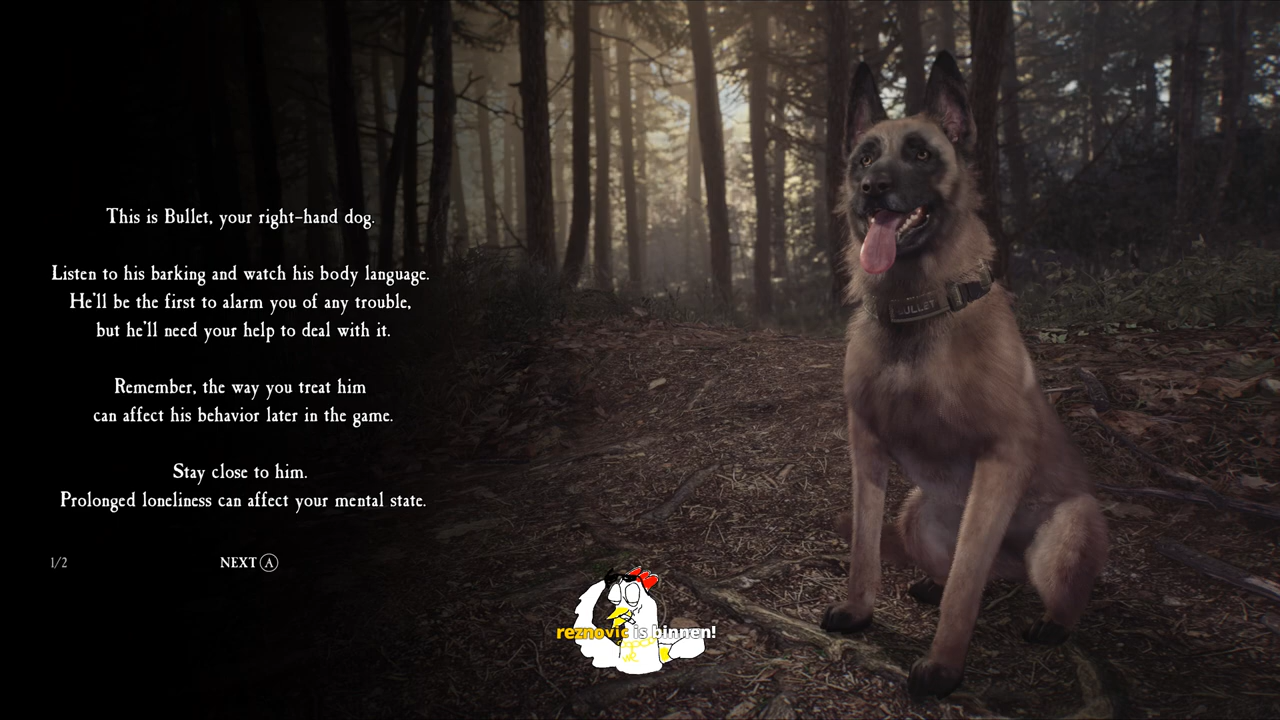 This is Bullet, your right-hand dog.
Listen to his barking and watch his body language.
He'll be the first to alarm you of any trouble,
but he'll need your help to deal with it.
Remember, the way you treat him
can affect his behavior later in the game.
Stay close to him.
Prolonged loneliness can affect your mental state.
1/2
NEXT A
BULLET
reznovic is binnen!